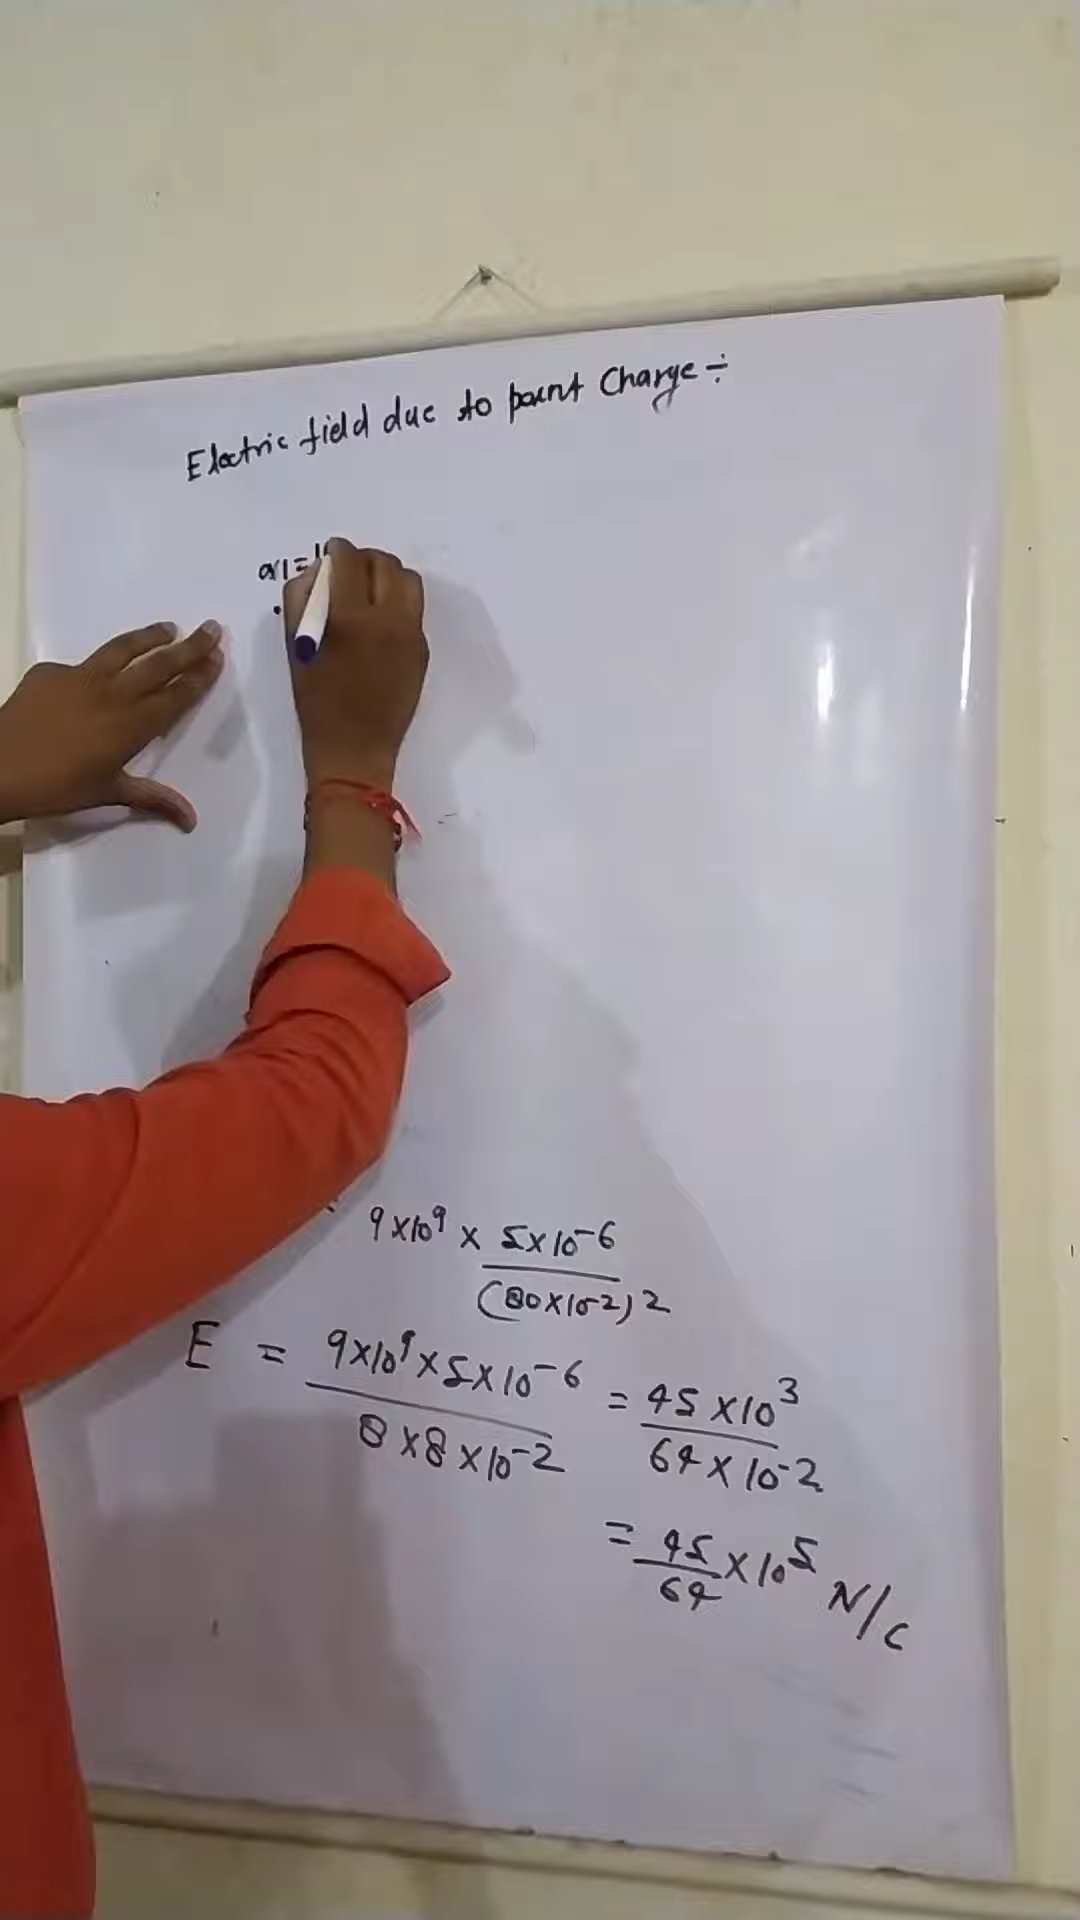 Electric field due to point Charge ÷
q1 =
9×10⁹ × 5×10⁻⁶ / (80×10⁻²)²
E = 9×10⁹×5×10⁻⁶ / 8×8×10⁻² = 45×10³ / 64×10⁻²
= 45/64 ×10⁵ N/C